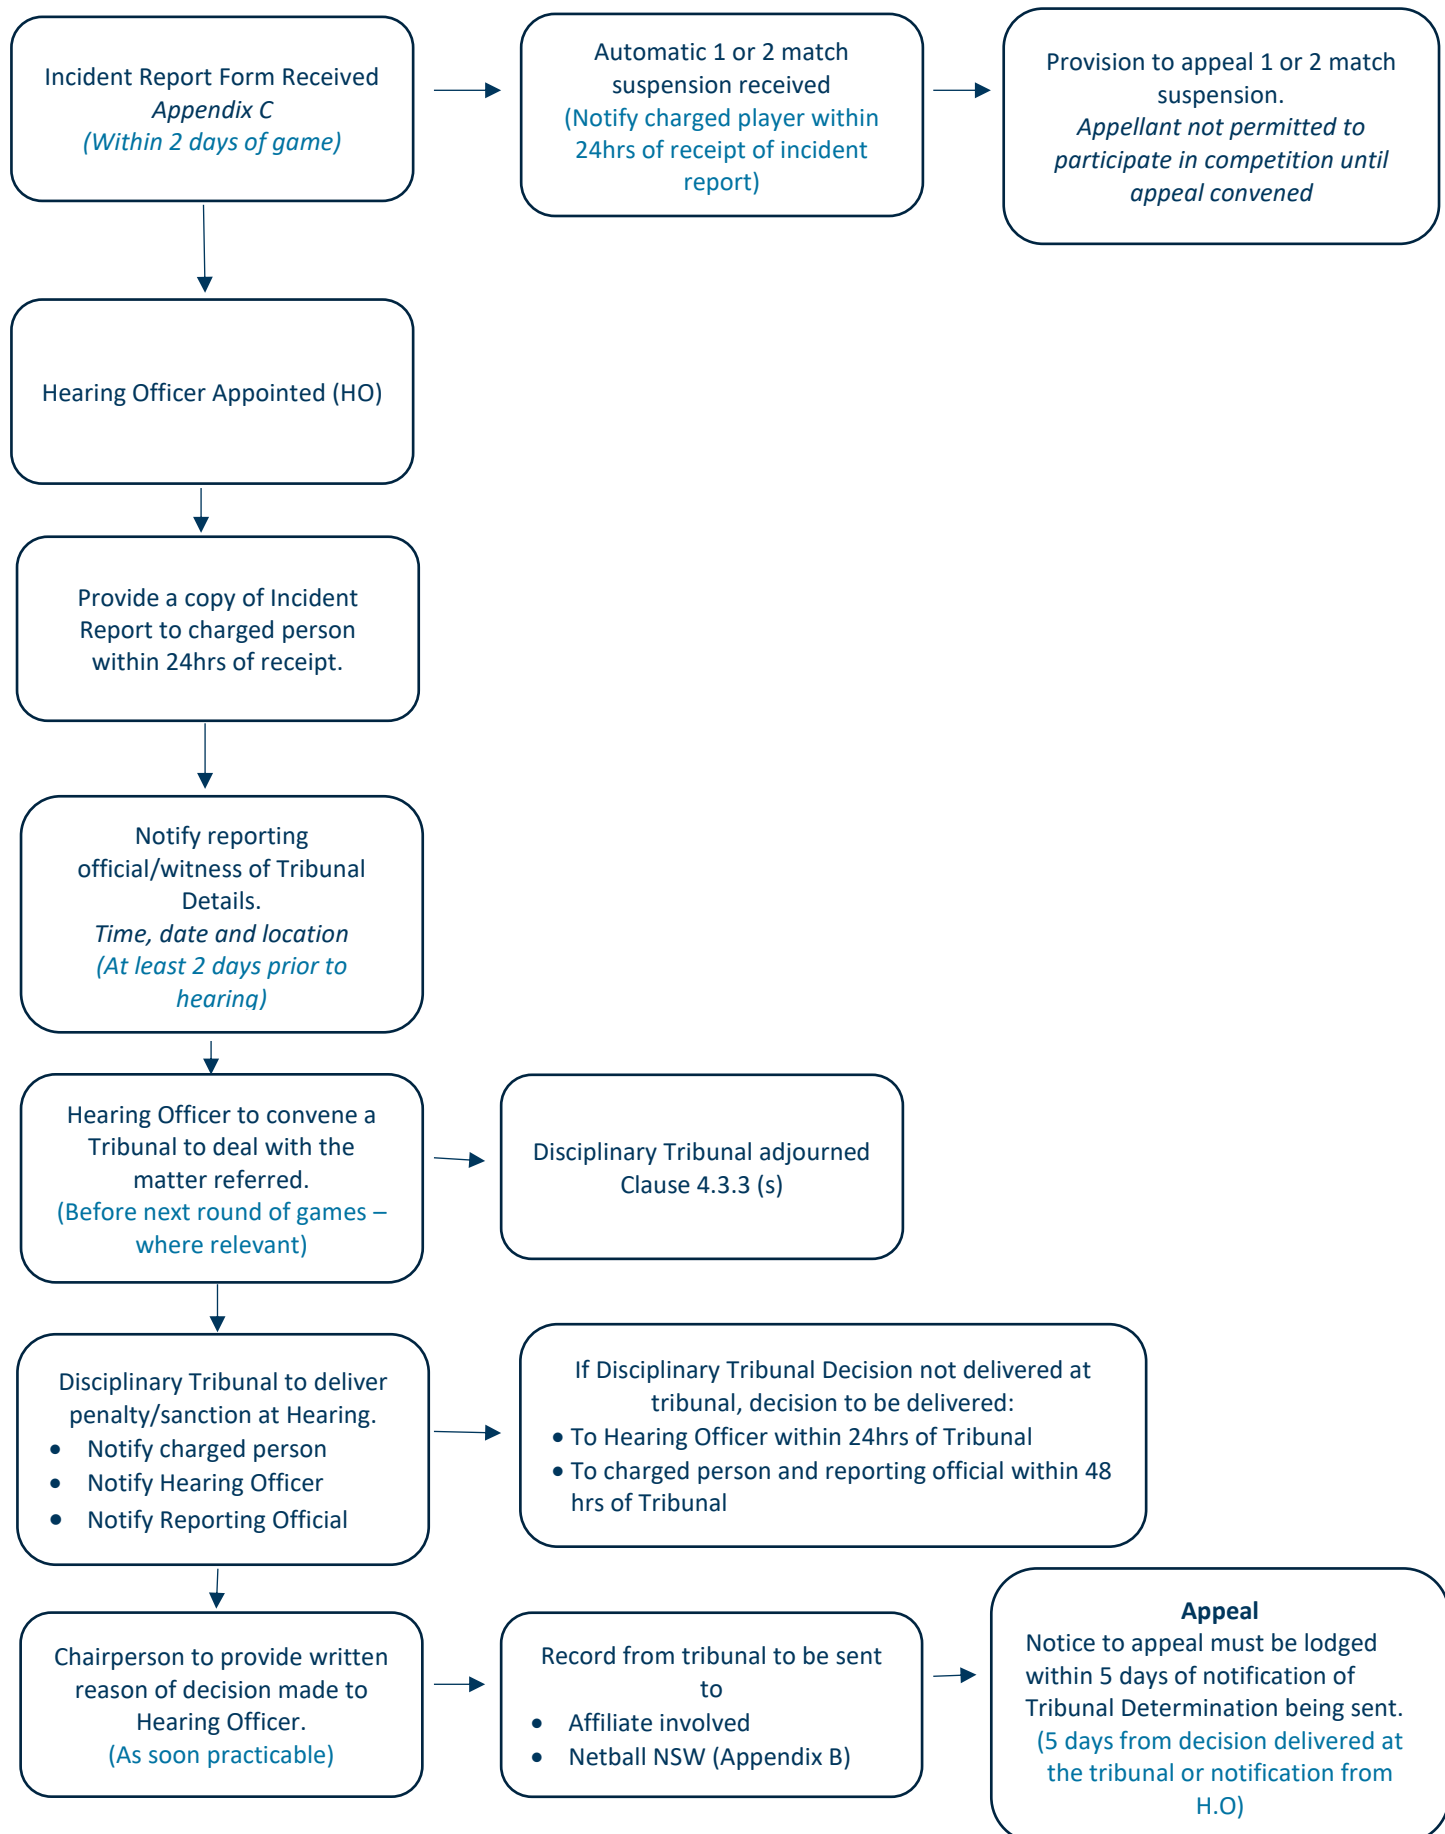 Incident Report Form Received
Appendix C
(Within 2 days of game)
Automatic 1 or 2 match
suspension received
(Notify charged player within
24hrs of receipt of incident
report)
Provision to appeal 1 or 2 match
suspension.
Appellant not permitted to
participate in competition until
appeal convened
Hearing Officer Appointed (HO)
Provide a copy of Incident
Report to charged person
within 24hrs of receipt.
Notify reporting
official/witness of Tribunal
Details.
Time, date and location
(At least 2 days prior to
hearing)
Hearing Officer to convene a
Tribunal to deal with the
matter referred.
(Before next round of games –
where relevant)
Disciplinary Tribunal adjourned
Clause 4.3.3 (s)
Disciplinary Tribunal to deliver
penalty/sanction at Hearing.
• Notify charged person
• Notify Hearing Officer
• Notify Reporting Official
If Disciplinary Tribunal Decision not delivered at
tribunal, decision to be delivered:
• To Hearing Officer within 24hrs of Tribunal
• To charged person and reporting official within 48
hrs of Tribunal
Chairperson to provide written
reason of decision made to
Hearing Officer.
(As soon practicable)
Record from tribunal to be sent
to
• Affiliate involved
• Netball NSW (Appendix B)
Appeal
Notice to appeal must be lodged
within 5 days of notification of
Tribunal Determination being sent.
(5 days from decision delivered at
the tribunal or notification from
H.O)